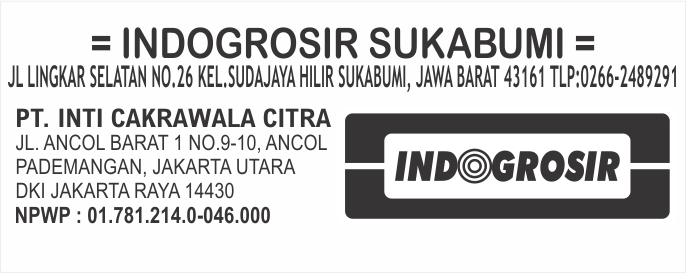 = INDOGROSIR SUKABUMI =
JL LINGKAR SELATAN NO.26 KEL.SUDAJAYA HILIR SUKABUMI, JAWA BARAT 43161 TLP:0266-2489291
PT. INTI CAKRAWALA CITRA
JL. ANCOL BARAT 1 NO.9-10, ANCOL
PADEMANGAN, JAKARTA UTARA
DKI JAKARTA RAYA 14430
NPWP : 01.781.214.0-046.000
INDOGROSIR